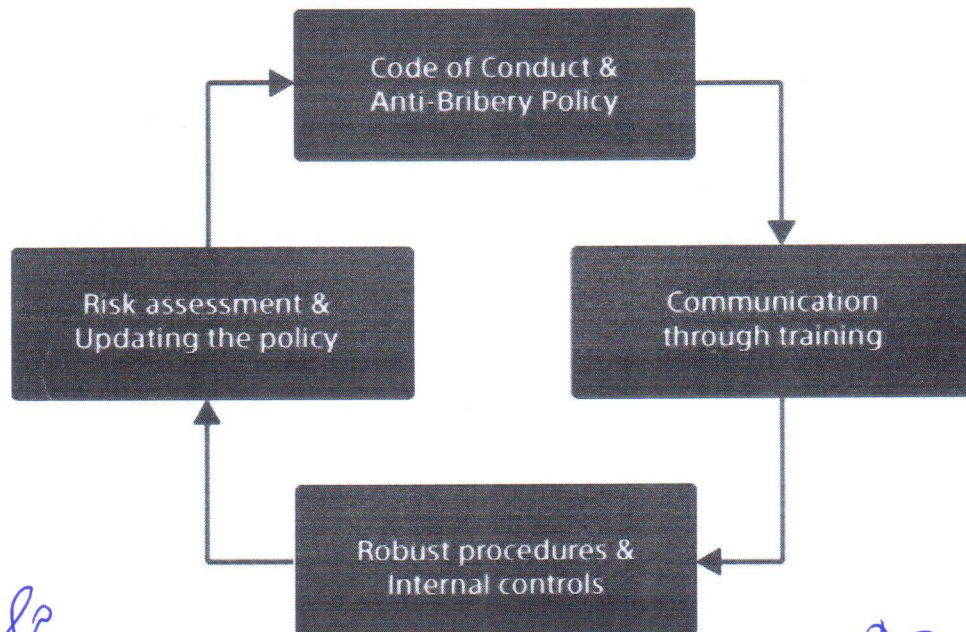 Code of Conduct &
Anti-Bribery Policy
Risk assessment &
Updating the policy
Communication
through training
Robust procedures &
Internal controls